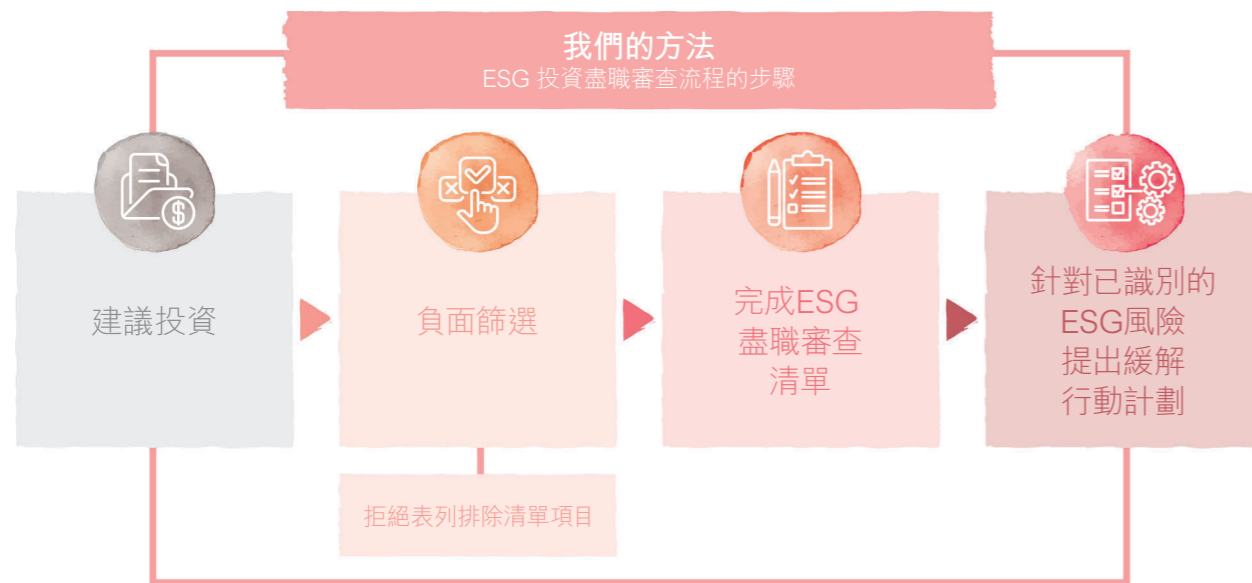 我們的方法
ESG 投資盡職審查流程的步驟
建議投資
負面篩選
完成ESG
盡職審查
清單
針對已識別的
ESG風險
提出緩解
行動計劃
拒絕表列排除清單項目